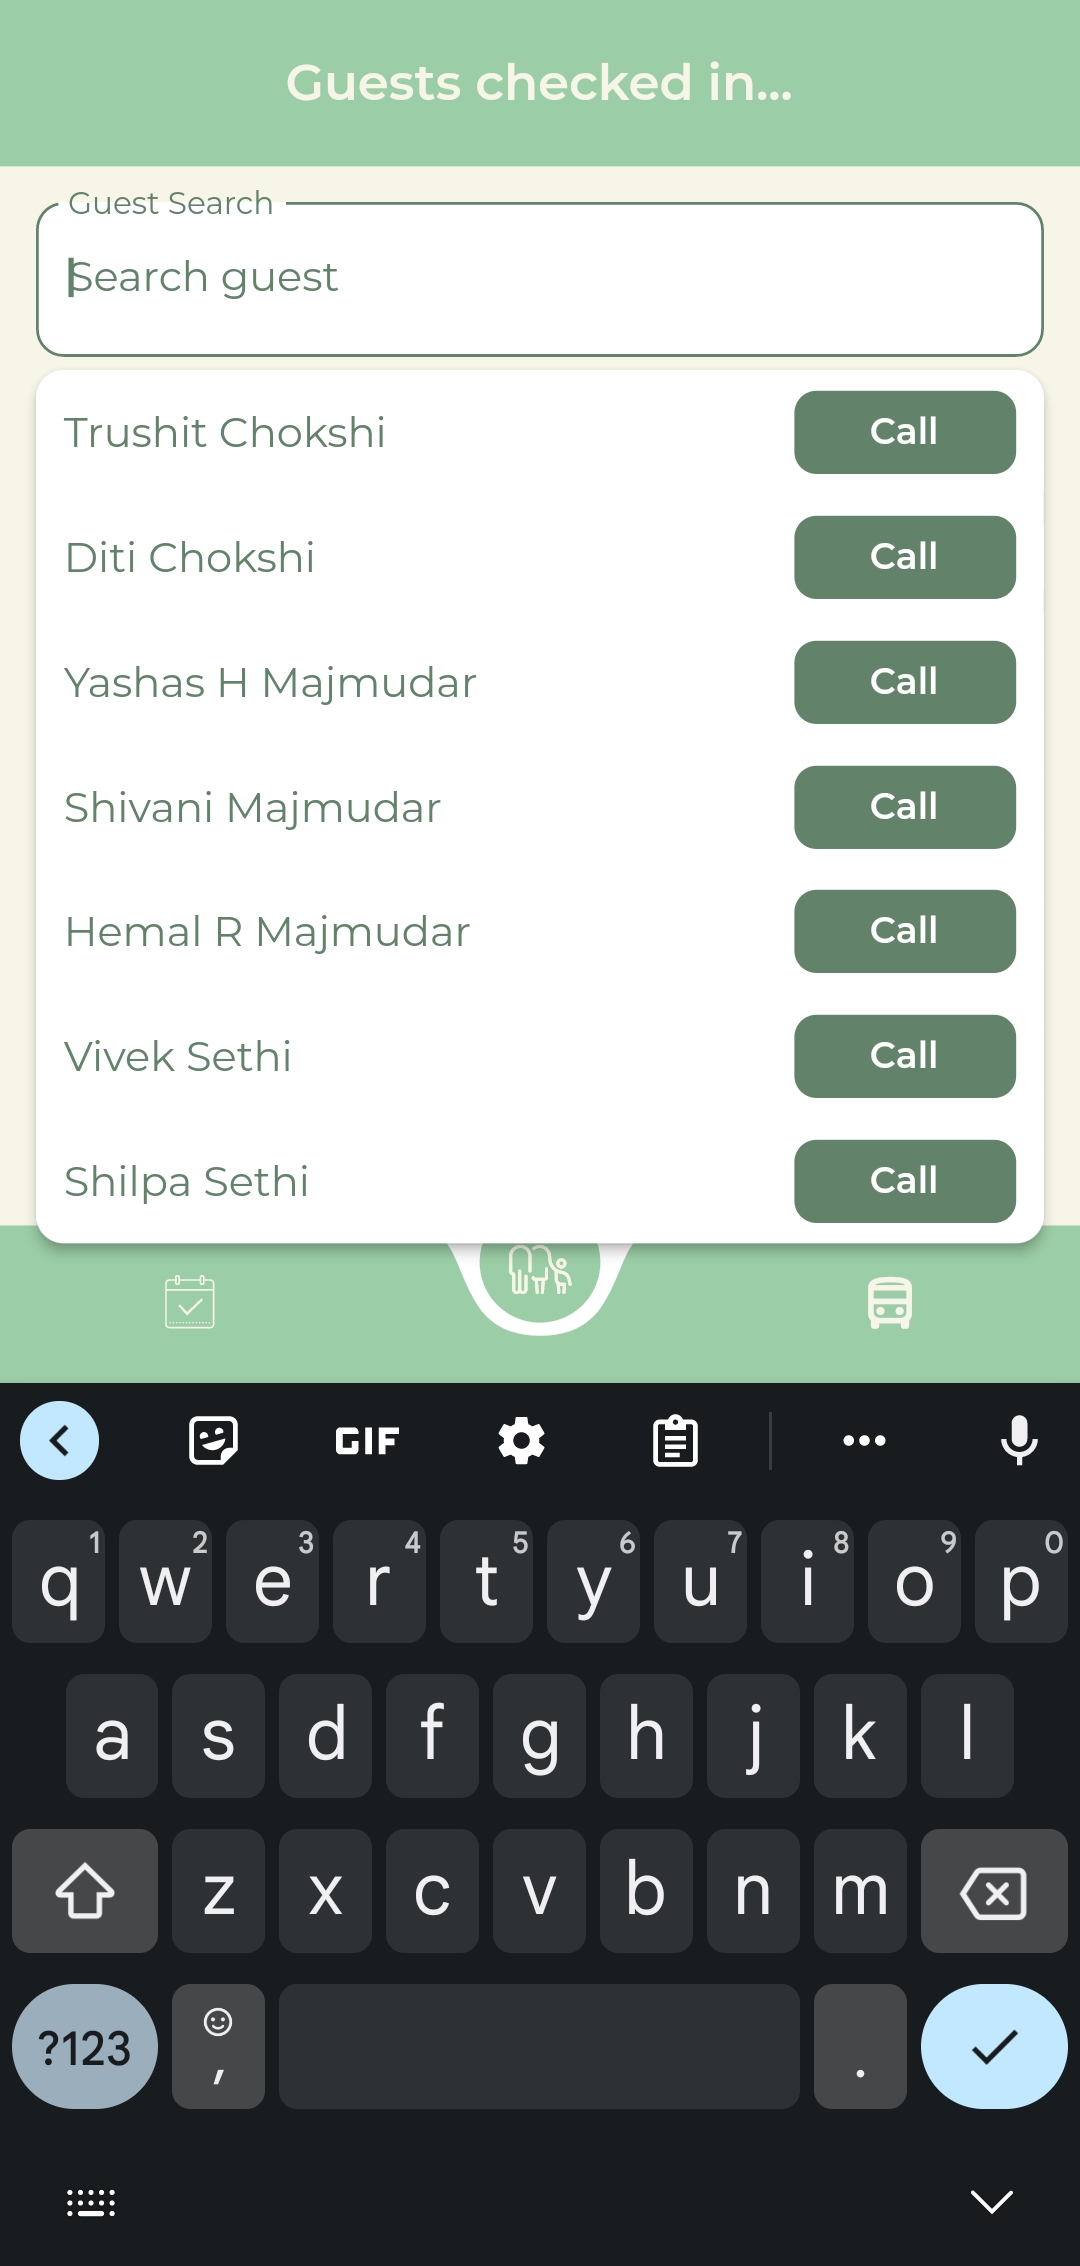 Guests checked in...
Guest Search
Search guest
Trushit Chokshi Call
Diti Chokshi Call
Yashas H Majmudar Call
Shivani Majmudar Call
Hemal R Majmudar Call
Vivek Sethi Call
Shilpa Sethi Call
GIF
1 2 3 4 5 6 7 8 9 0
q w e r t y u i o p
a s d f g h j k l
z x c v b n m
?123 , .